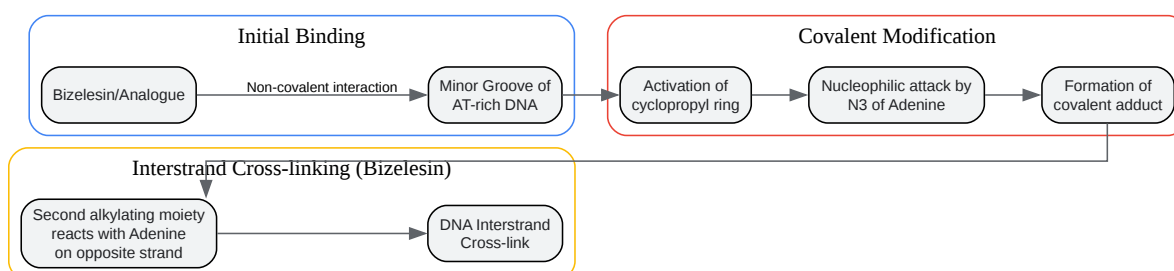 Initial Binding
Bizelesin/Analogue
Non-covalent interaction
Minor Groove of
AT-rich DNA
Covalent Modification
Activation of
cyclopropyl ring
Nucleophilic attack by
N3 of Adenine
Formation of
covalent adduct
Interstrand Cross-linking (Bizelesin)
Second alkylating moiety
reacts with Adenine
on opposite strand
DNA Interstrand
Cross-link